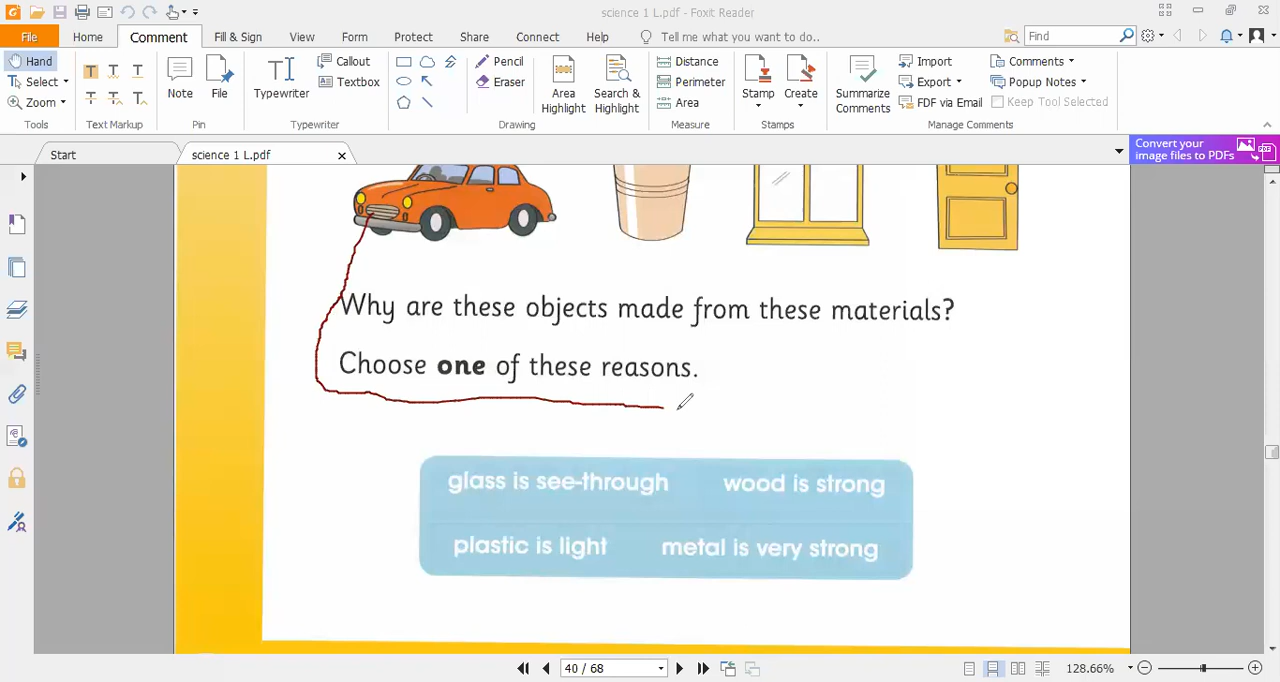 science 1 L.pdf - Foxit Reader
File Home Comment Fill & Sign View Form Protect Share Connect Help Tell me what you want to do.. Find
Hand
Select
Zoom
Tools
T T T
T T T
Text Markup
Note File
Pin
Typewriter Callout
Textbox
Typewriter
Pencil
Eraser
Area Highlight
Search & Highlight
Drawing
Distance
Perimeter
Area
Measure
Stamp Create
Stamps
Summarize Comments
Import
Export
FDF via Email
Comments
Popup Notes
Keep Tool Selected
Manage Comments
Start science 1 L.pdf
Convert your
image files to PDFs
Why are these objects made from these materials?
Choose one of these reasons.
glass is see-through wood is strong
plastic is light metal is very strong
40 / 68 128.66%